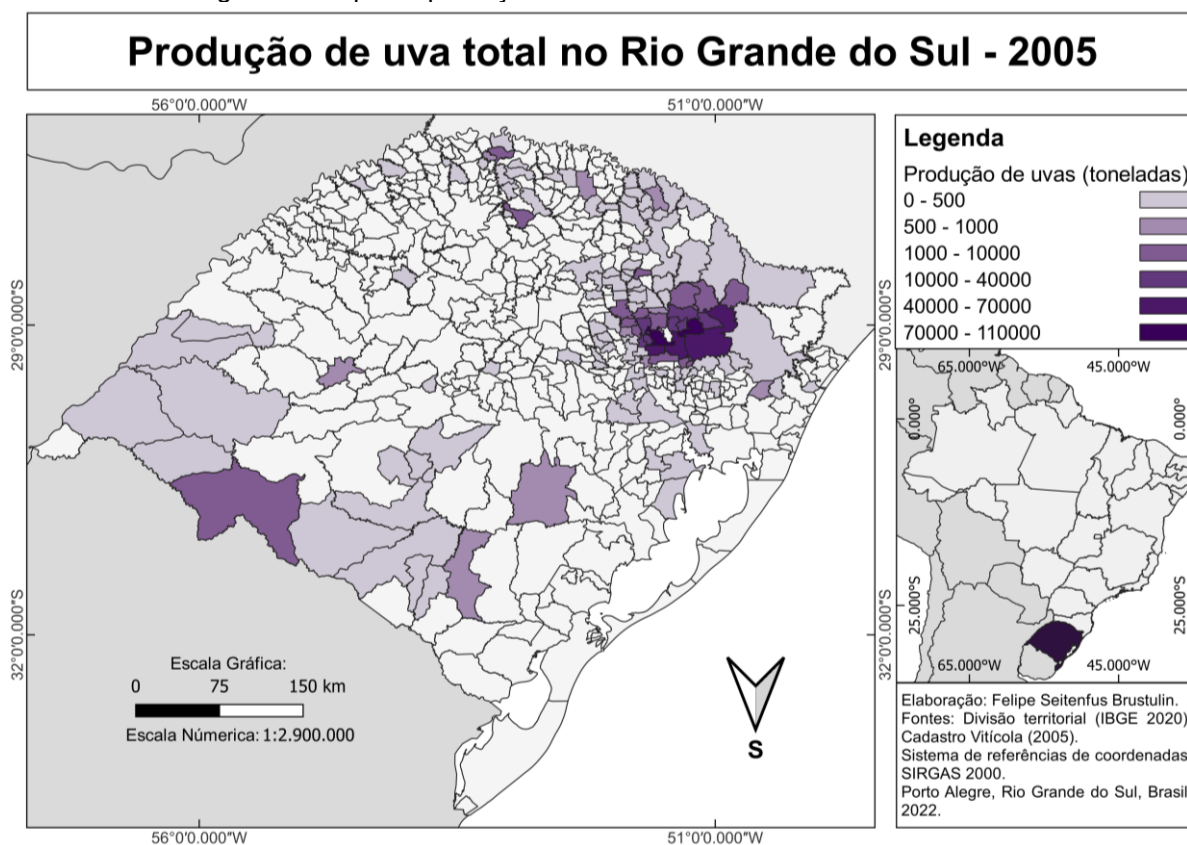 Produção de uva total no Rio Grande do Sul - 2005
56°0'0.000"W
51°0'0.000"W
29°0'0.000"S
29°0'0.000"S
32°0'0.000"S
32°0'0.000"S
Escala Gráfica:
0 75 150 km
Escala Númerica: 1:2.900.000
S
56°0'0.000"W
51°0'0.000"W
Legenda
Produção de uvas (toneladas)
0 - 500
500 - 1000
1000 - 10000
10000 - 40000
40000 - 70000
70000 - 110000
65.000°W
45.000°W
0.000°
0.000°
25.000°S
25.000°S
65.000°W
45.000°W
Elaboração: Felipe Seitenfus Brustulin.
Fontes: Divisão territorial (IBGE 2020)
Cadastro Vitícola (2005).
Sistema de referências de coordenadas
SIRGAS 2000.
Porto Alegre, Rio Grande do Sul, Brasil
2022.